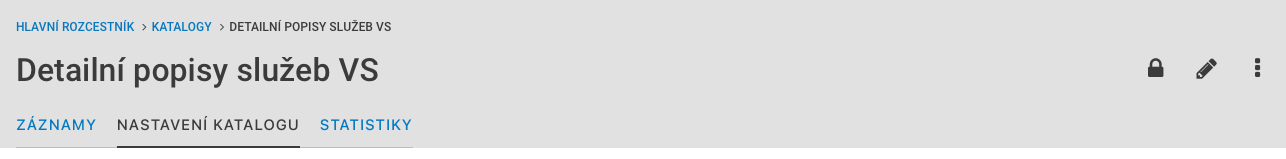 HLAVNÍ ROZCESTNÍK > KATALOGY > DETAILNÍ POPISY SLUŽEB VS
Detailní popisy služeb VS
ZÁZNAMY NASTAVENÍ KATALOGU STATISTIKY